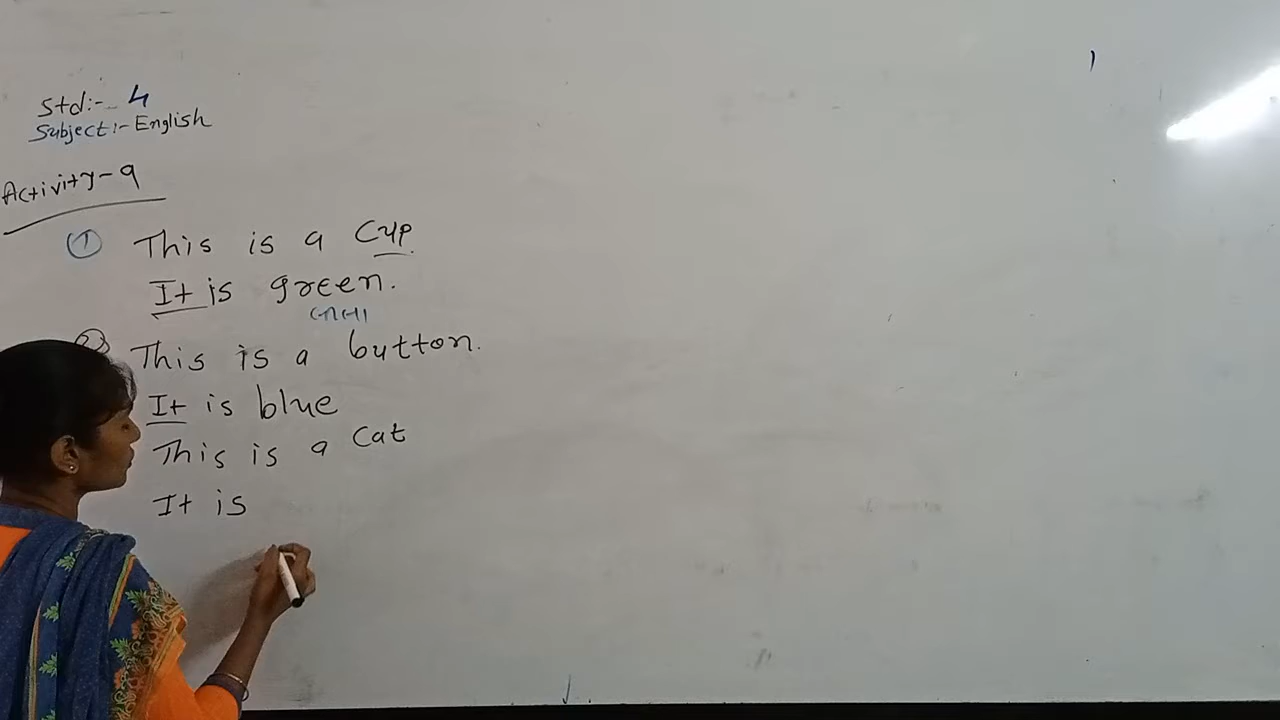 Std:- 4
Subject:- English
Activity-9
1 This is a Cup
It is green.
This is a button.
It is blue
This is a Cat
It is